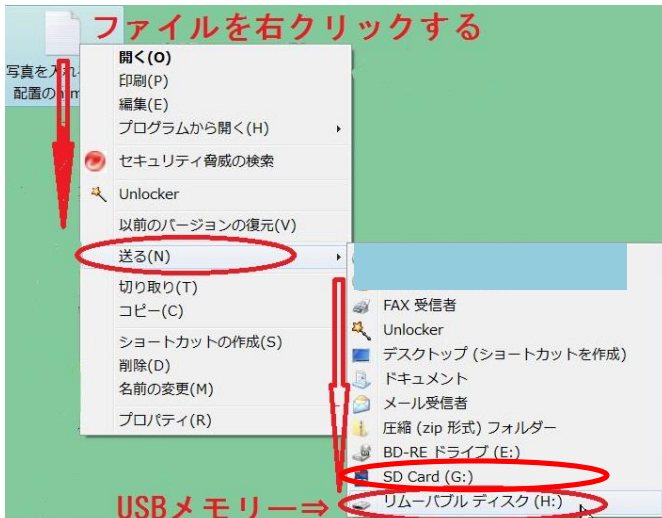 ファイルを右クリックする
写真を入れ
配置の
開く(O)
印刷(P)
編集(E)
プログラムから開く(H)
セキュリティ脅威の検索
Unlocker
以前のバージョンの復元(V)
送る(N)
切り取り(T)
コピー(C)
ショートカットの作成(S)
削除(D)
名前の変更(M)
プロパティ(R)
FAX 受信者
Unlocker
デスクトップ (ショートカットを作成)
ドキュメント
メール受信者
圧縮 (zip 形式) フォルダー
BD-RE ドライブ (E:)
SD Card (G:)
リムーバブル ディスク (H:)
USBメモリー⇒